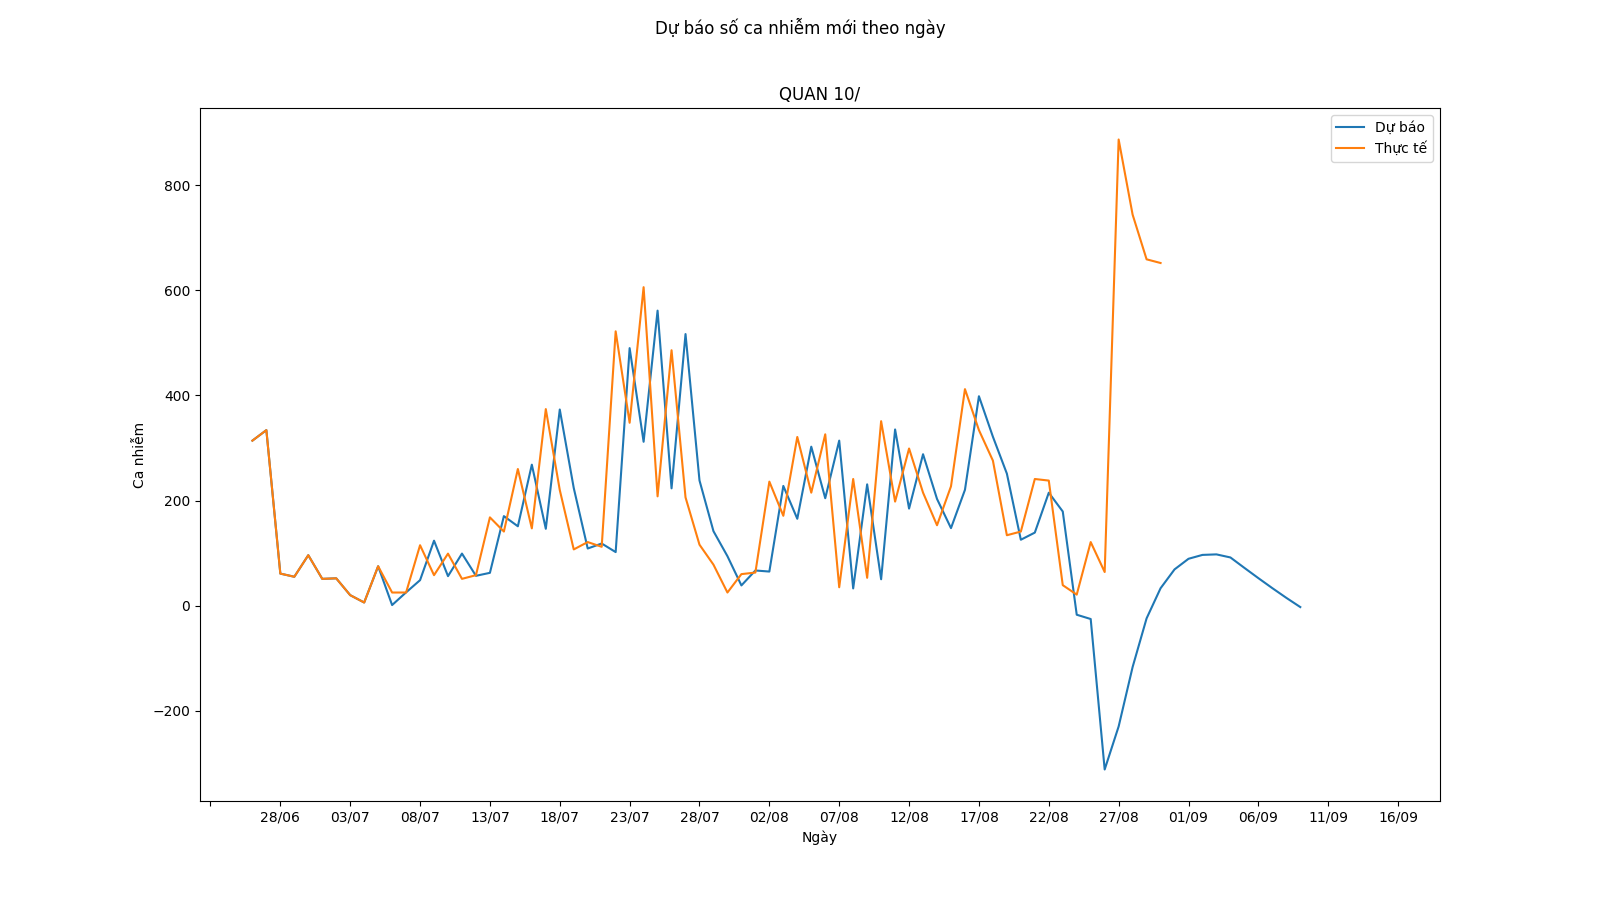 Dự báo số ca nhiễm mới theo ngày
QUAN 10/
Dự báo
Thực tế
800
600
400
200
0
−200
Ca nhiễm
28/06 03/07 08/07 13/07 18/07 23/07 28/07 02/08 07/08 12/08 17/08 22/08 27/08 01/09 06/09 11/09 16/09
Ngày